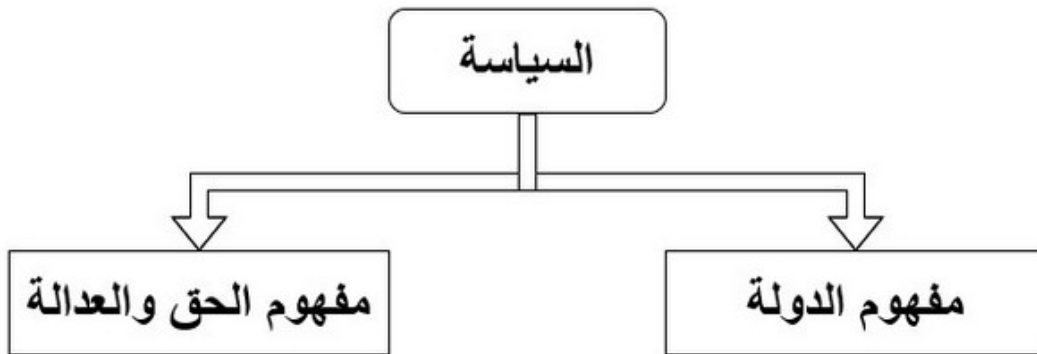 السياسة
مفهوم الدولة
مفهوم الحق والعدالة